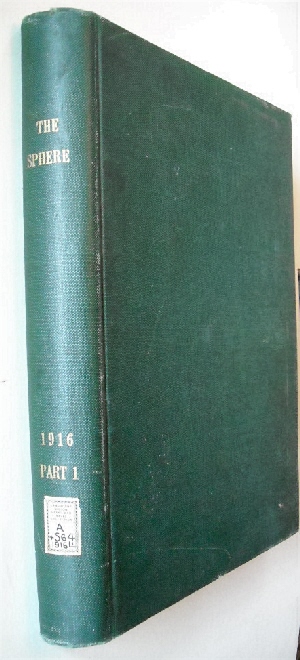 THE
SPHERE
1916
PART 1
A